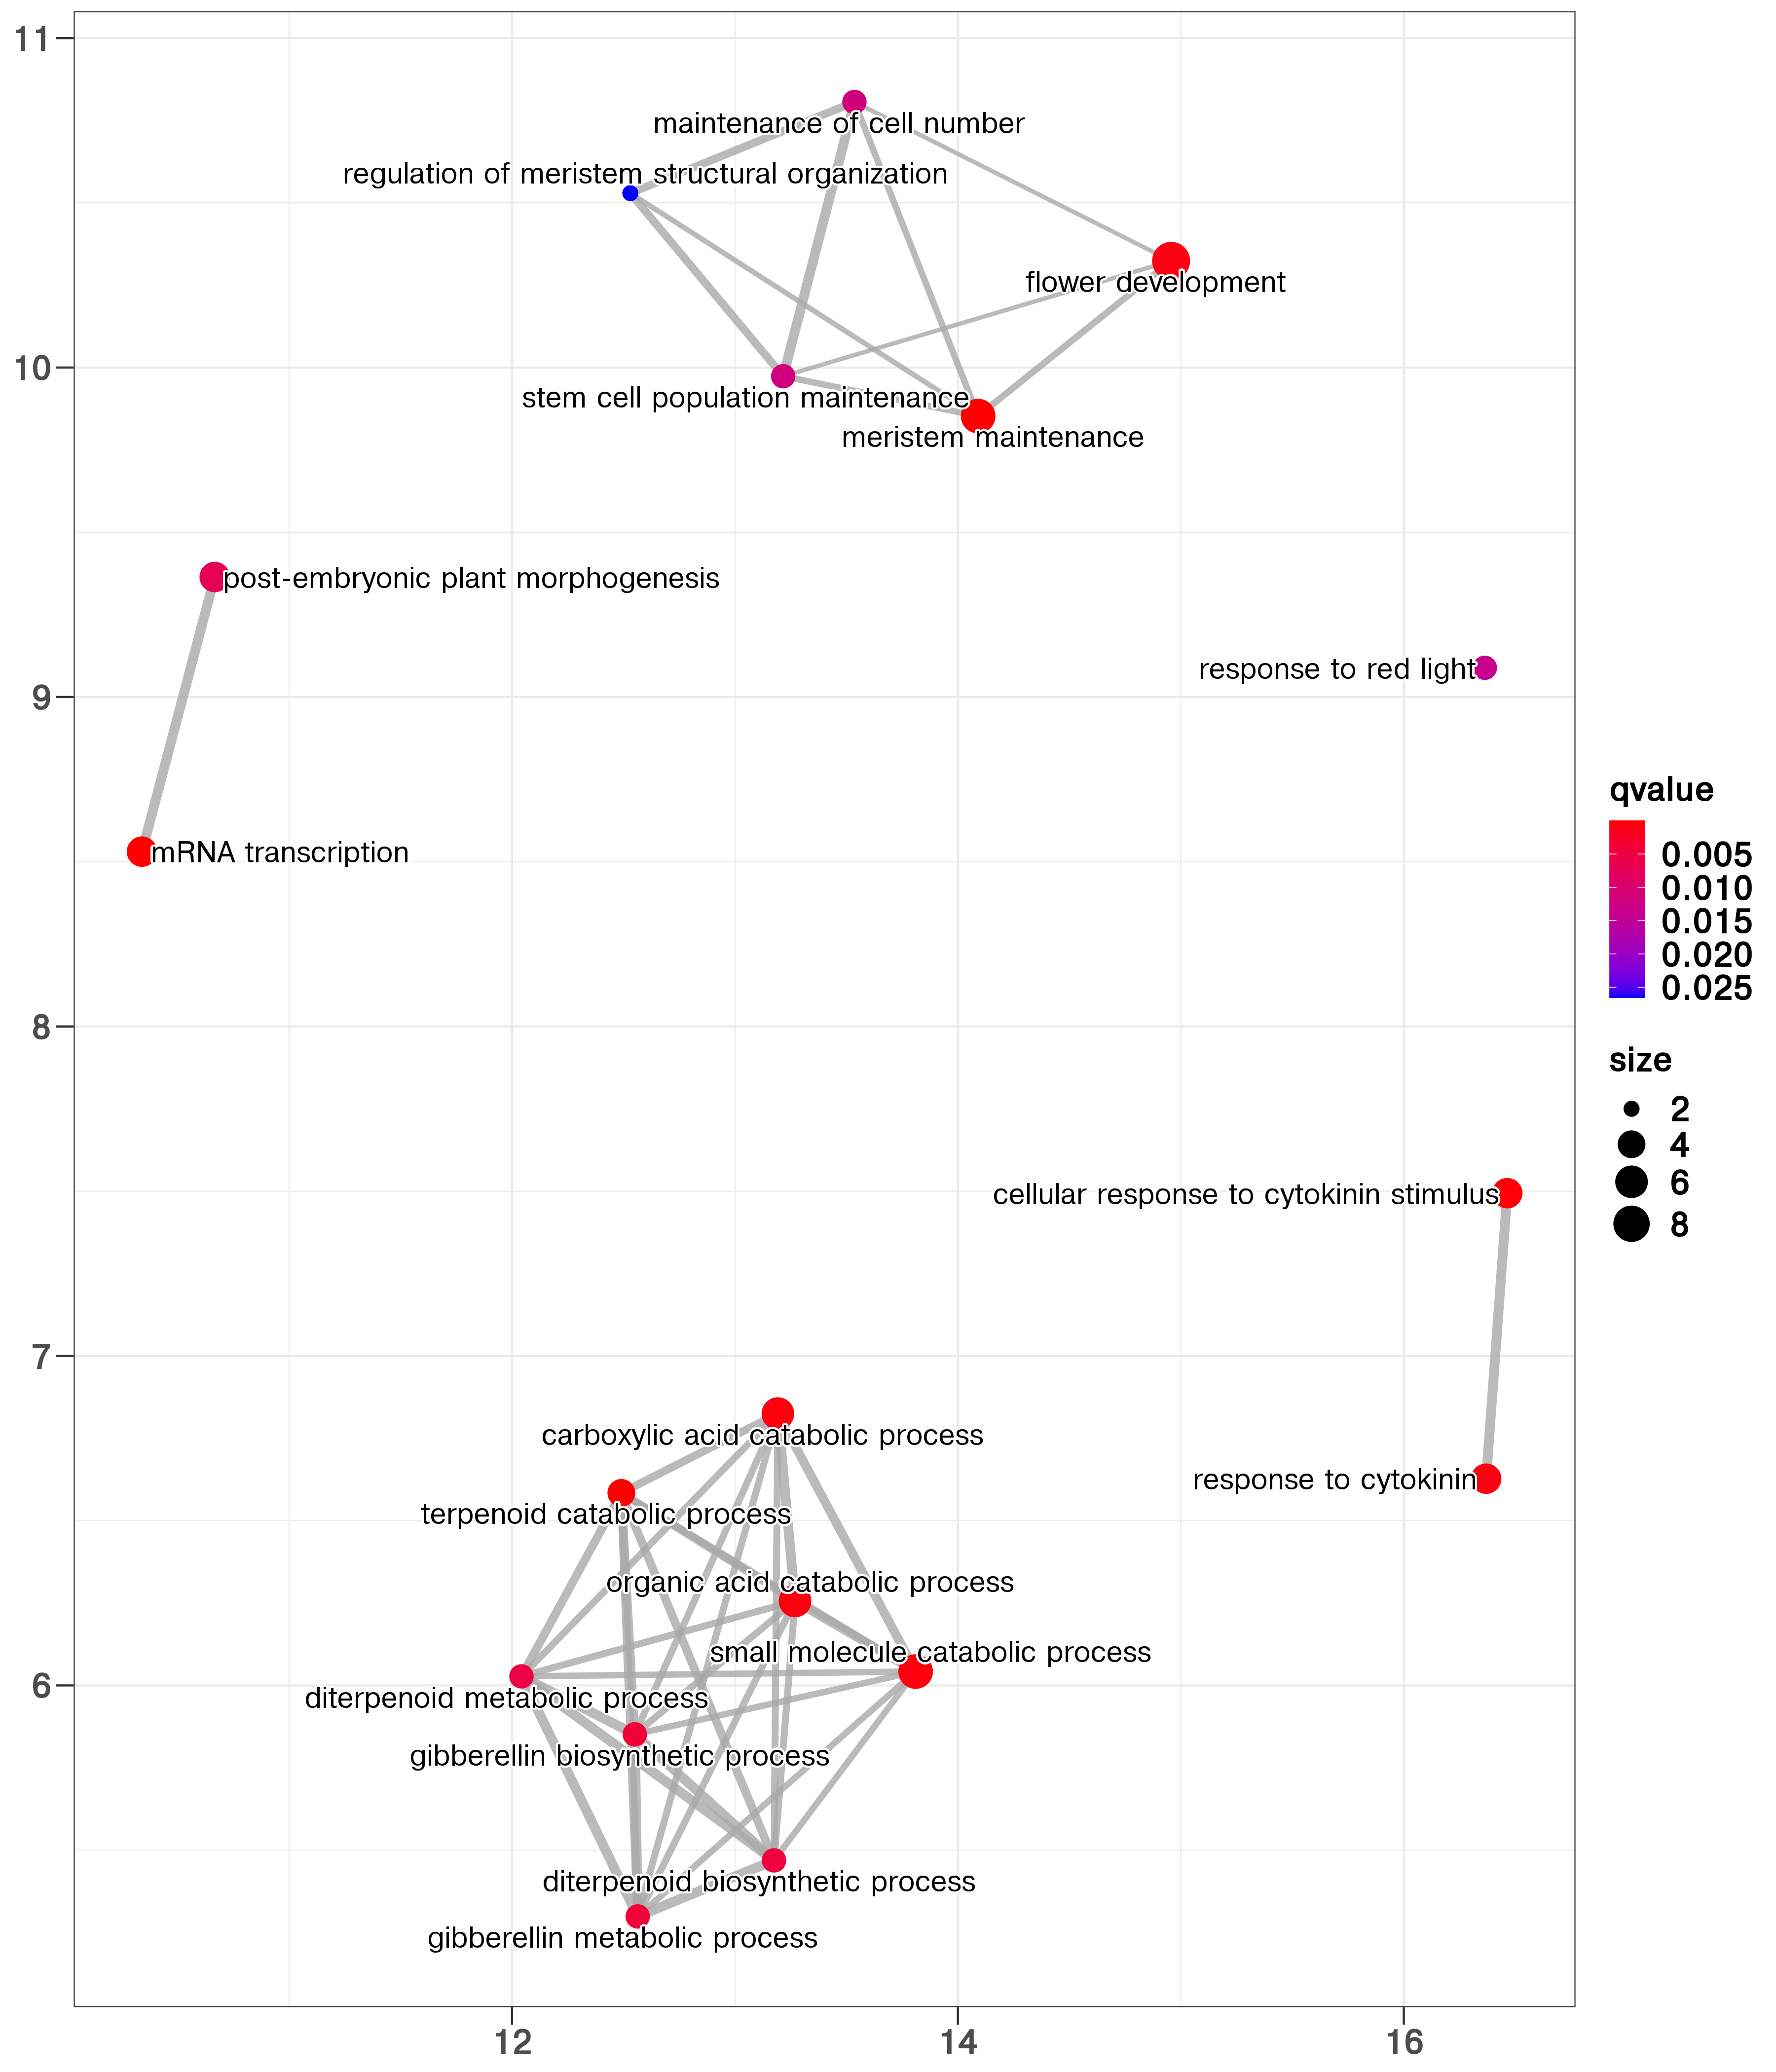 11
maintenance of cell number
regulation of meristem structural organization
flower development
10
stem cell population maintenance
meristem maintenance
post-embryonic plant morphogenesis
response to red light
9
mRNA transcription
8
cellular response to cytokinin stimulus
7
carboxylic acid catabolic process
response to cytokinin
terpenoid catabolic process
organic acid catabolic process
small molecule catabolic process
6
diterpenoid metabolic process
gibberellin biosynthetic process
diterpenoid biosynthetic process
gibberellin metabolic process
12
14
16
qvalue
0.005
0.010
0.015
0.020
0.025
size
2
4
6
8